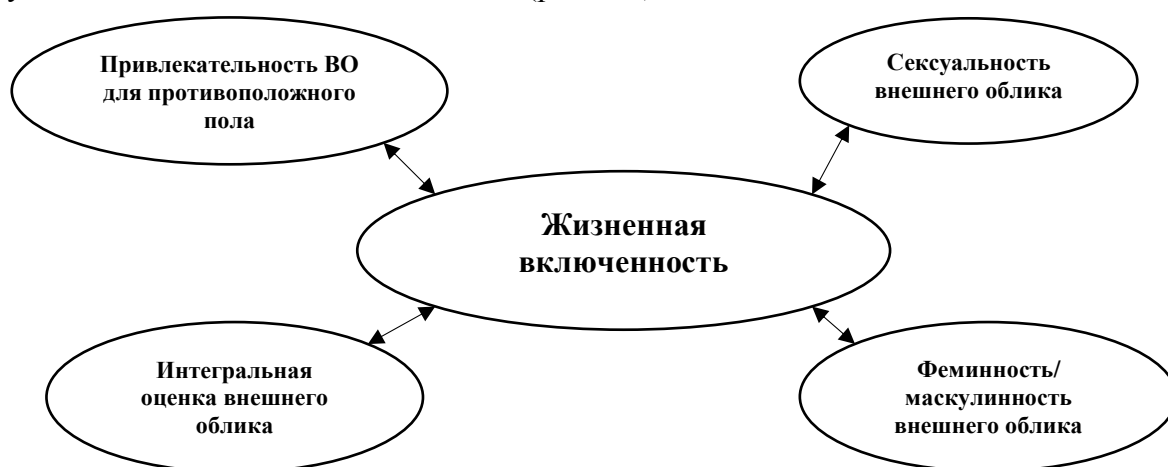 Привлекательность ВО
для противоположного
пола
Сексуальность
внешнего облика
Жизненная
включенность
Интегральная
оценка внешнего
облика
Феминность/
маскулинность
внешнего облика